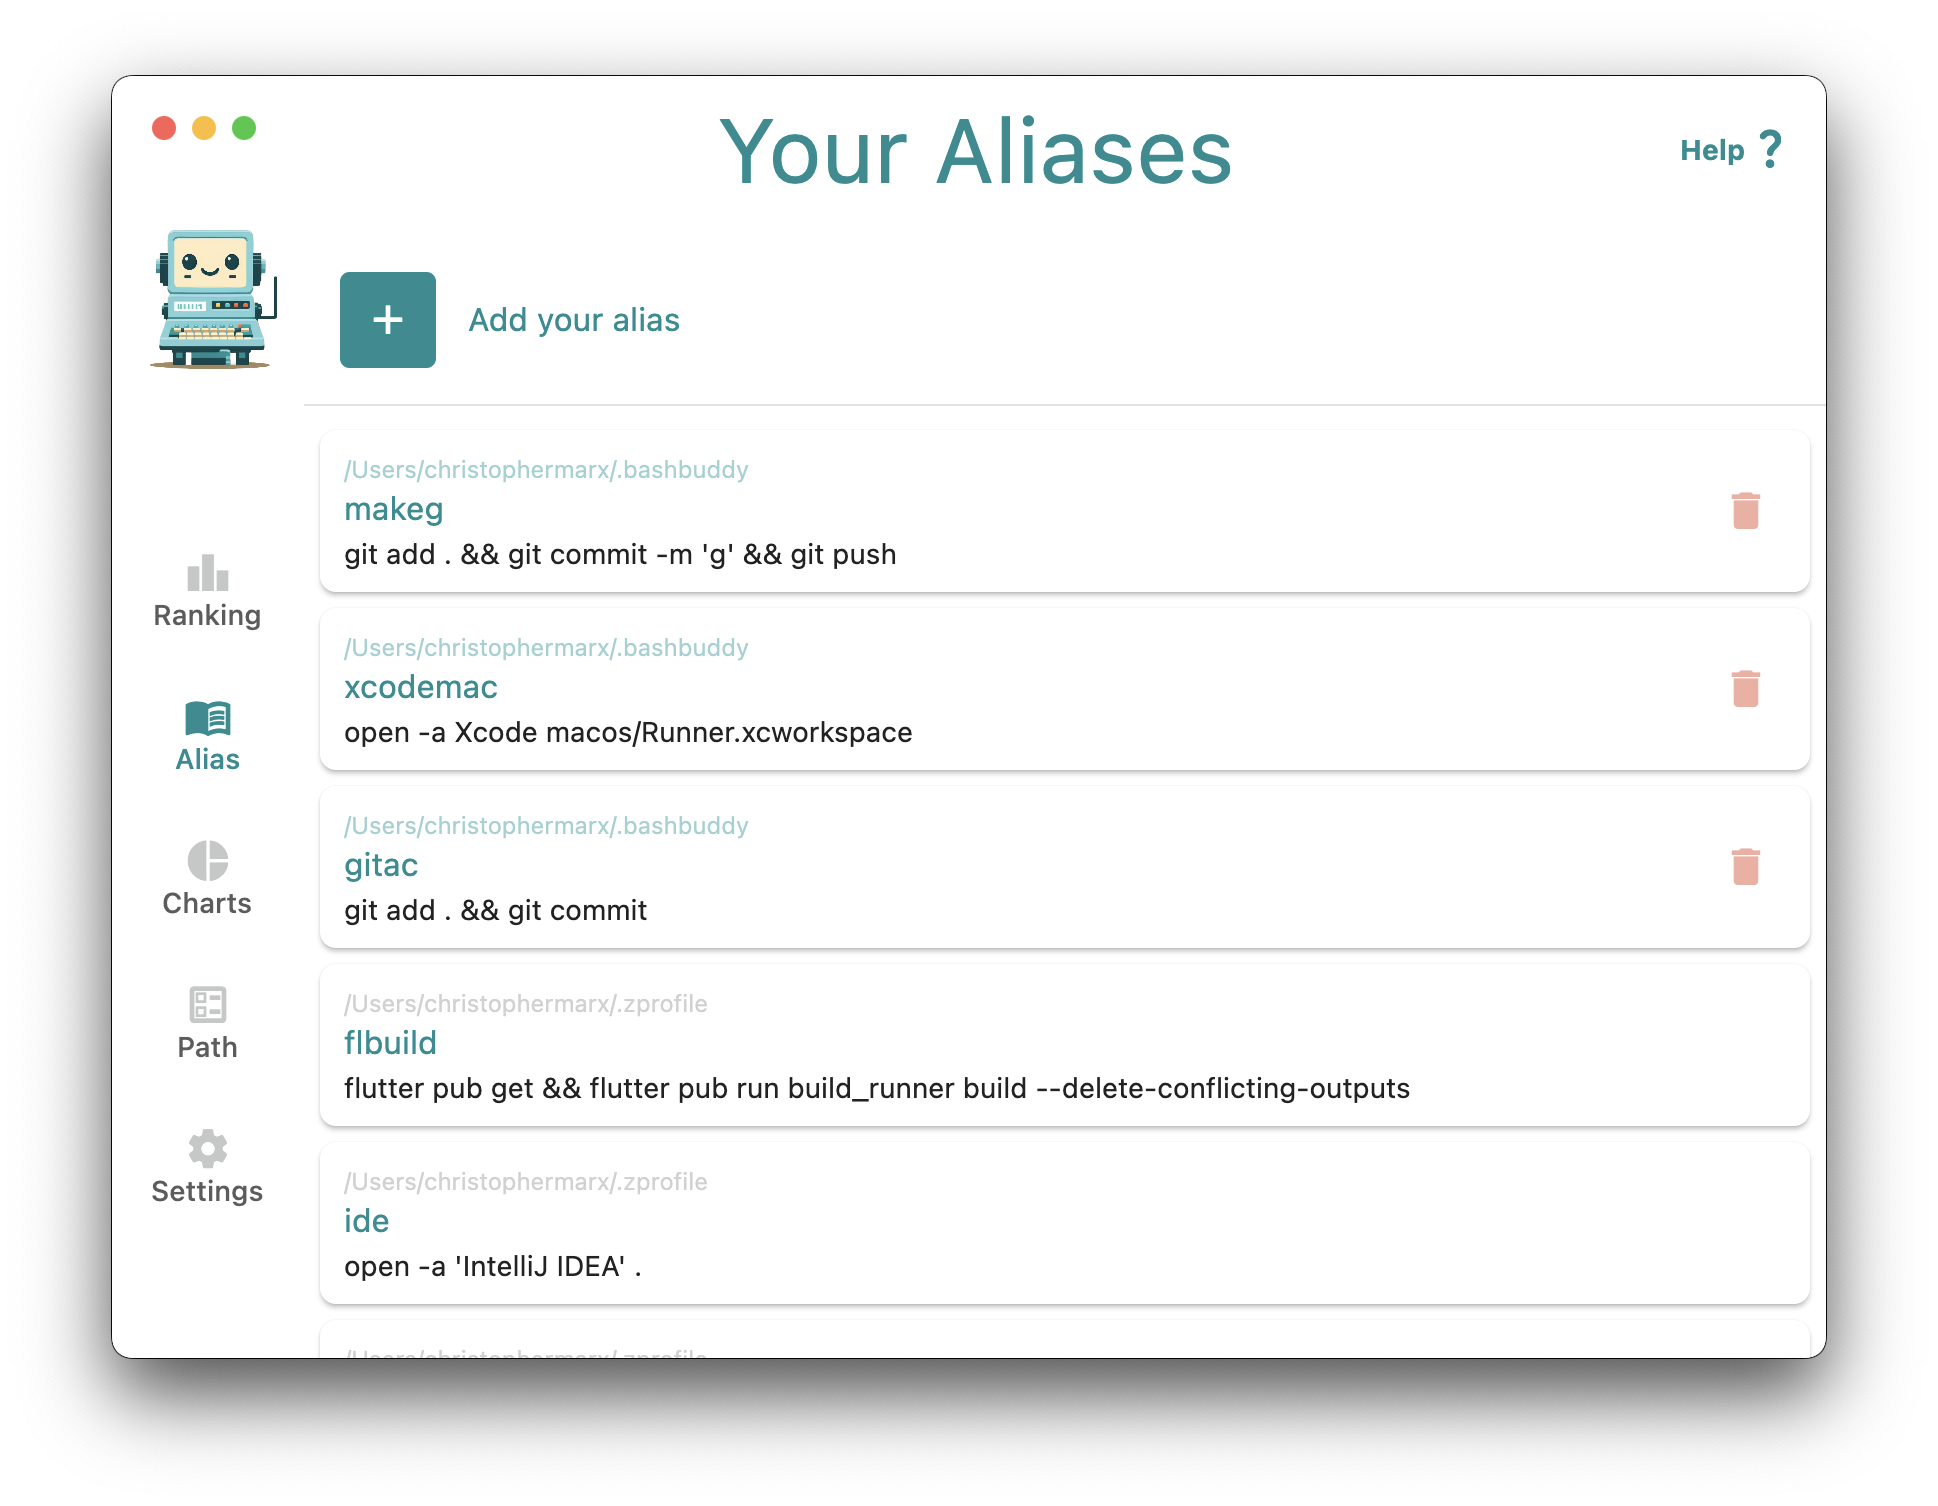 Your Aliases
Help ?
+ Add your alias
/Users/christophermarx/.bashbuddy
makeg
git add . && git commit -m 'g' && git push
/Users/christophermarx/.bashbuddy
xcodemac
open -a Xcode macos/Runner.xcworkspace
/Users/christophermarx/.bashbuddy
gitac
git add . && git commit
/Users/christophermarx/.zprofile
flbuild
flutter pub get && flutter pub run build_runner build --delete-conflicting-outputs
/Users/christophermarx/.zprofile
ide
open -a 'IntelliJ IDEA' .
/Users/christophermarx/.zprofile
Ranking
Alias
Charts
Path
Settings